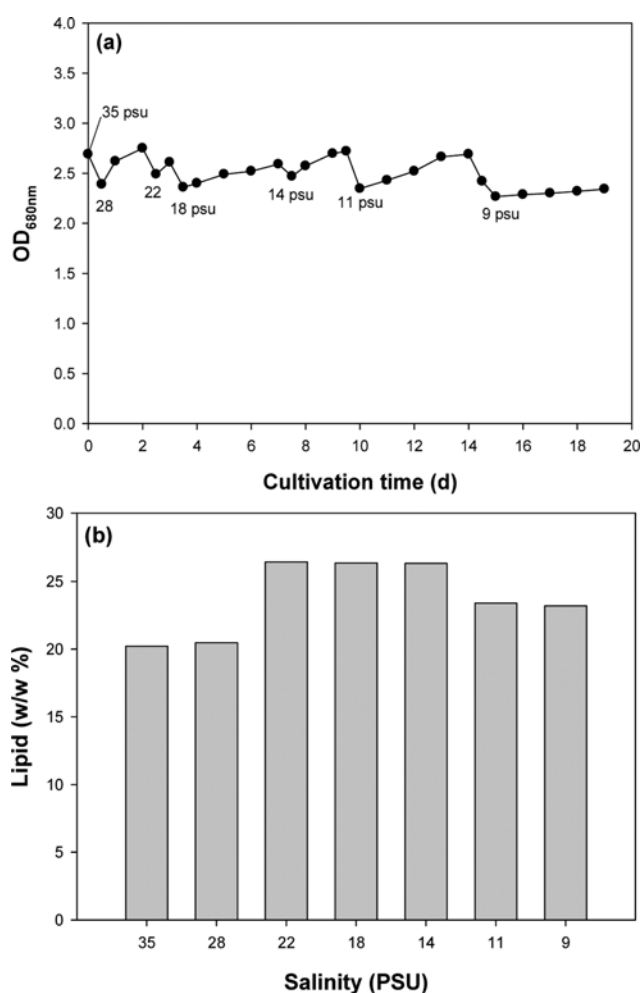 (a)
4.0
3.5
3.0
2.5
2.0
1.5
1.0
0.5
0.0
OD680nm
35 psu
28
22
18 psu
14 psu
11 psu
9 psu
0 2 4 6 8 10 12 14 16 18 20
Cultivation time (d)
(b)
30
25
20
15
10
5
0
Lipid (w/w %)
35 28 22 18 14 11 9
Salinity (PSU)